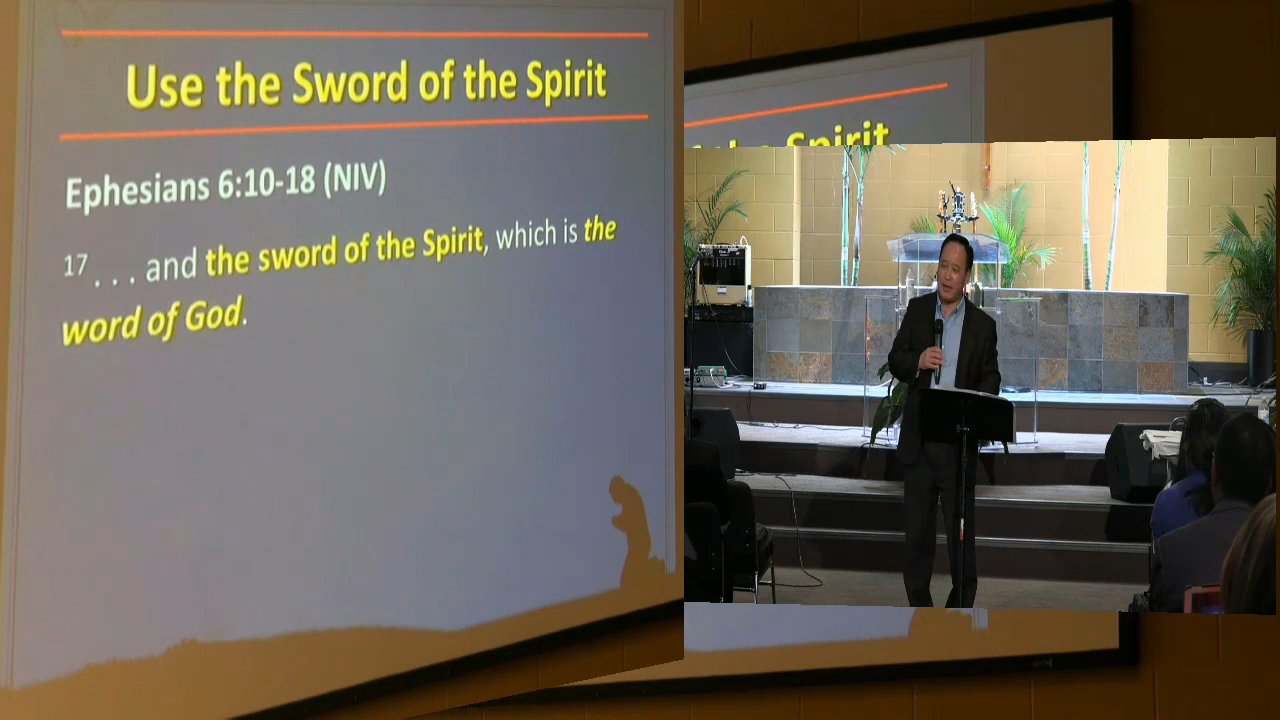 Use the Sword of the Spirit
Ephesians 6:10-18 (NIV)
17 . . . and the sword of the Spirit, which is the
word of God.
Spirit